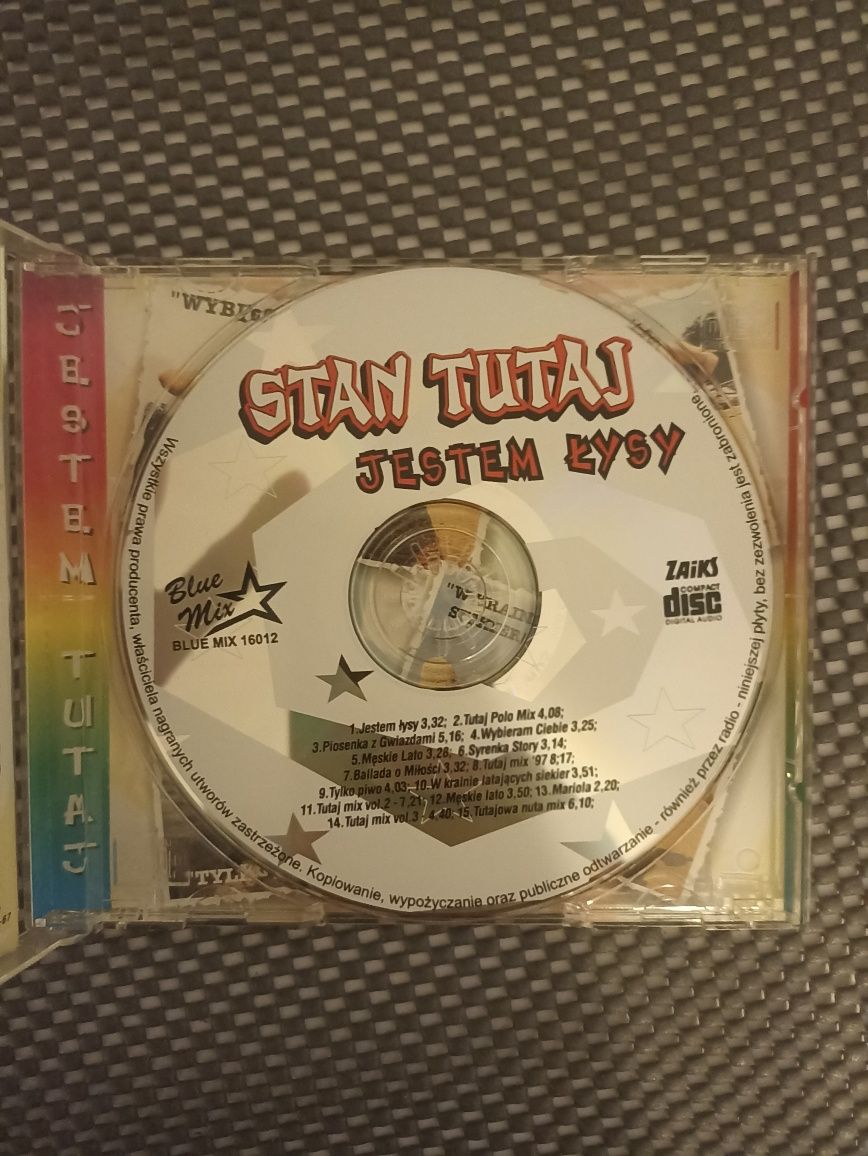 JESTEM TUTAJ
"WYBI
STAN TUTAJ
JESTEM ŁYSY
Blue
Mix
BLUE MIX 16012
ZAiKS
COMPACT
disc
DIGITAL AUDIO
"W KRAIN
SIEKIER
1.Jestem łysy 3,32; 2.Tutaj Polo Mix 4,08;
3.Piosenka z Gwiazdami 5,16; 4.Wybieram Ciebie 3,25;
5.Męskie Lato 3,28; 6.Syrenka Story 3,14;
7.Ballada o Miłości 3,32; 8.Tutaj mix '97 8;17;
9.Tylko piwo 4,03- 10-W krainie latających siekier 3,51;
11.Tutaj mix vol.2 - 7,21; 12.Męskie lato 3,50; 13.Mariola 2,20;
14.Tutaj mix vol.3 - 4,40; 15.Tutajowa nuta mix 6,10;
Wszystkie prawa producenta, właściciela nagranych utworów zastrzeżone. Kopiowanie, wypożyczanie oraz publiczne odtwarzanie - również przez radio - niniejszej płyty, bez zezwolenia jest zabronione.
"TYL
-67